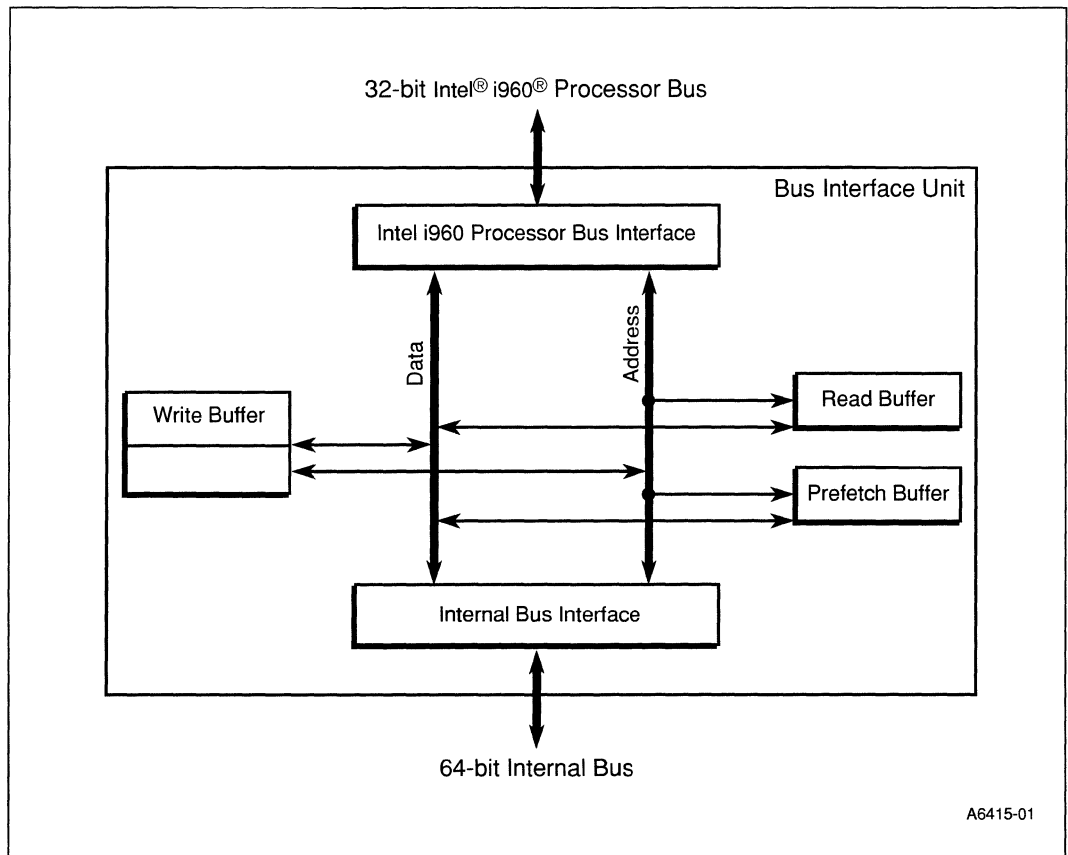 32-bit Intel® i960® Processor Bus
Bus Interface Unit
Intel i960 Processor Bus Interface
Data
Address
Write Buffer
Read Buffer
Prefetch Buffer
Internal Bus Interface
64-bit Internal Bus
A6415-01